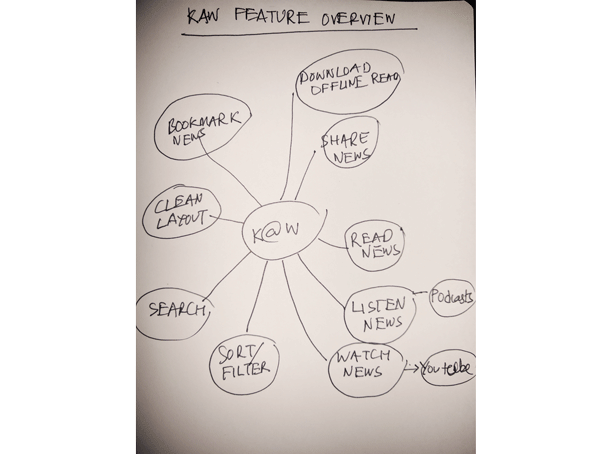 KAW FEATURE OVERVIEW
DOWNLOAD
OFFLINE READ
BOOKMARK
NEWS
SHARE
NEWS
CLEAN
LAYOUT
K@W
READ
NEWS
SEARCH
LISTEN
NEWS
Podcasts
SORT/
FILTER
WATCH
NEWS
Youtube